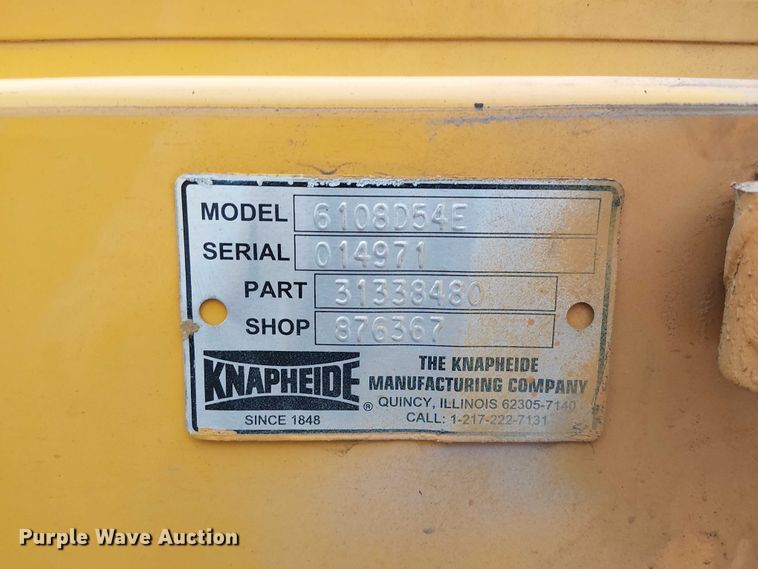 MODEL 6108D54E
SERIAL 014971
PART 31338480
SHOP 876367
KNAPHEIDE ®
SINCE 1848
THE KNAPHEIDE
MANUFACTURING COMPANY
QUINCY, ILLINOIS 62305-7140
CALL: 1-217-222-7131
Purple Wave Auction